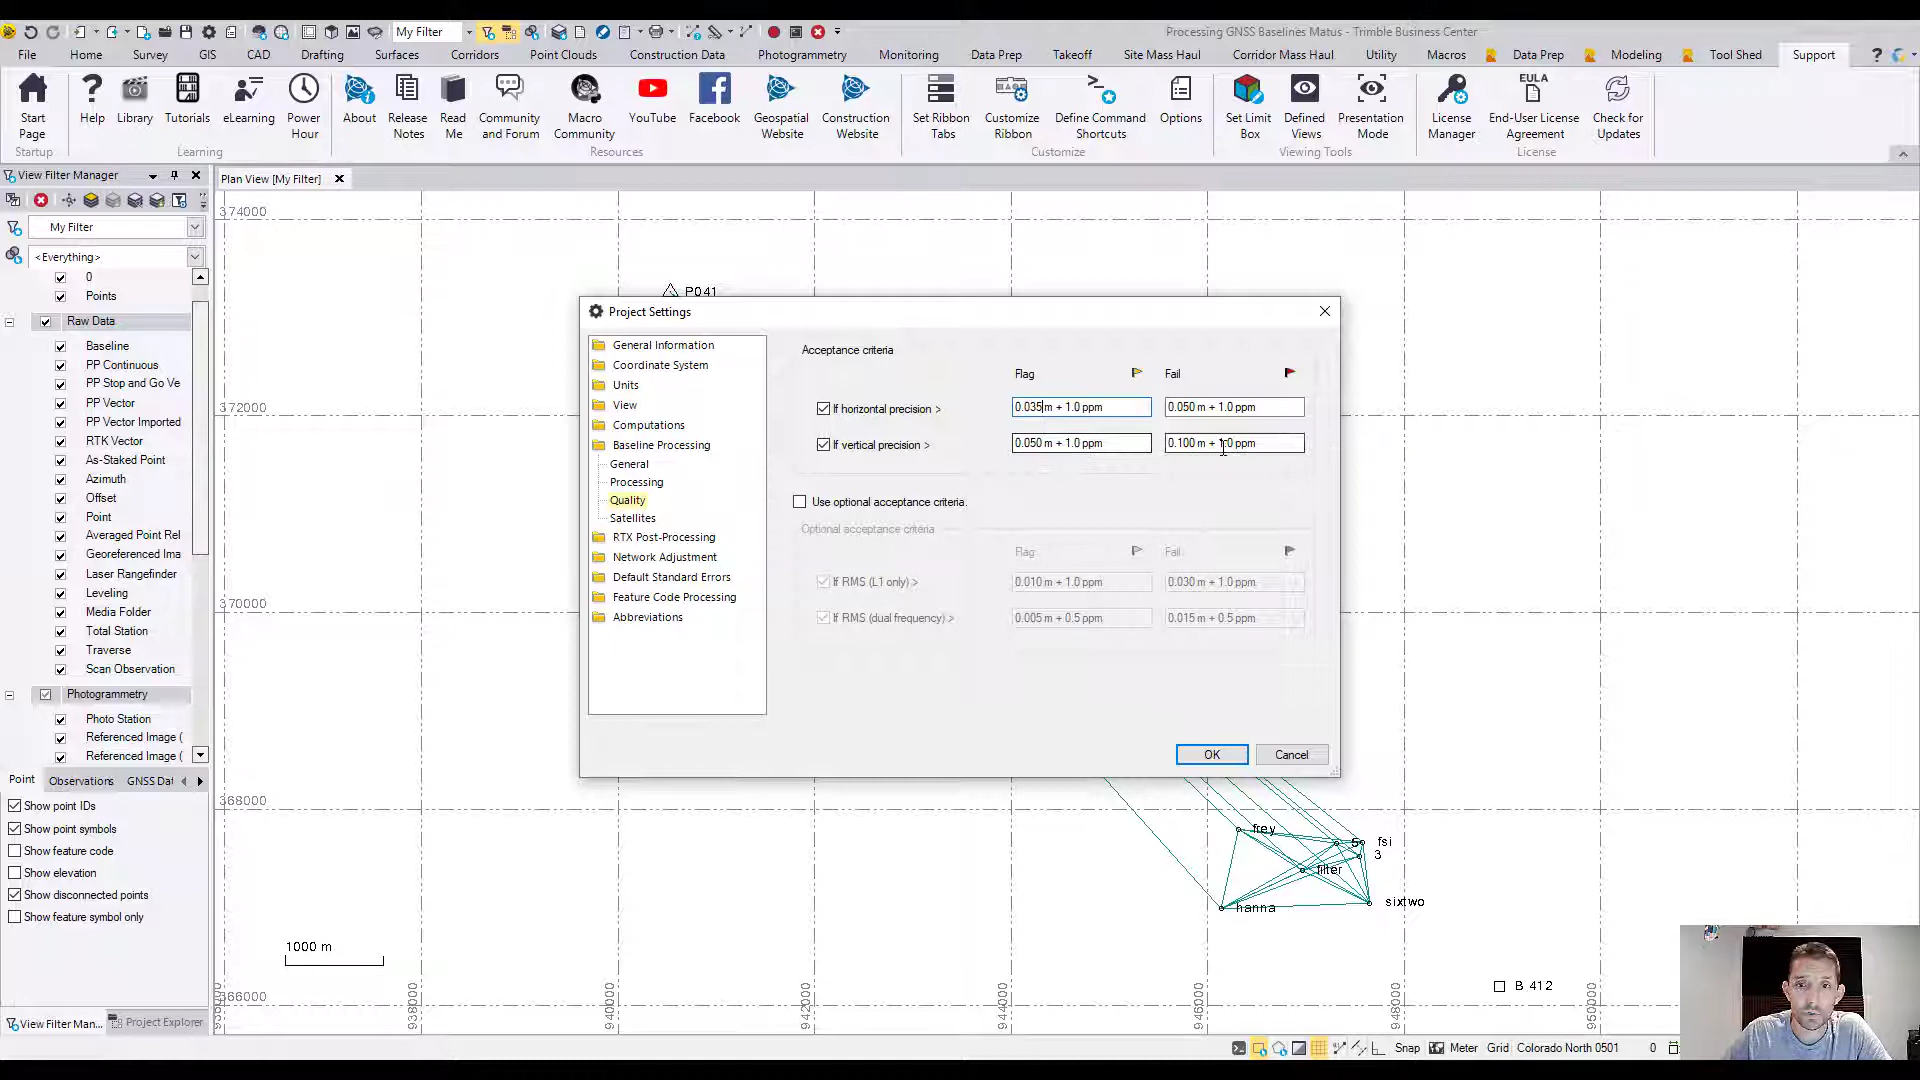 My Filter
Processing GNSS Baselines Matus - Trimble Business Center
File Home Survey GIS CAD Drafting Surfaces Corridors Point Clouds Construction Data Photogrammetry Monitoring Data Prep Takeoff Site Mass Haul Corridor Mass Haul Utility Macros Data Prep Modeling Tool Shed Support
Start Page
Help
Library
Tutorials
eLearning
Power Hour
About
Release Notes
Read Me
Community and Forum
Macro Community
YouTube
Facebook
Geospatial Website
Construction Website
Set Ribbon Tabs
Customize Ribbon
Define Command Shortcuts
Options
Set Limit Box
Defined Views
Presentation Mode
License Manager
EULA
End-User License Agreement
Check for Updates
Startup
Learning
Resources
Customize
Viewing Tools
License
View Filter Manager
Plan View [My Filter]
My Filter
<Everything>
0
Points
Raw Data
Baseline
PP Continuous
PP Stop and Go Ve
PP Vector
PP Vector Imported
RTK Vector
As-Staked Point
Azimuth
Offset
Point
Averaged Point Rel
Georeferenced Ima
Laser Rangefinder
Leveling
Media Folder
Total Station
Traverse
Scan Observation
Photogrammetry
Photo Station
Referenced Image (
Referenced Image (
Point Observations GNSS Dat
Show point IDs
Show point symbols
Show feature code
Show elevation
Show disconnected points
Show feature symbol only
View Filter Man... Project Explorer
374000
372000
370000
368000
366000
P041
Project Settings
General Information
Coordinate System
Units
View
Computations
Baseline Processing
General
Processing
Quality
Satellites
RTX Post-Processing
Network Adjustment
Default Standard Errors
Feature Code Processing
Abbreviations
Acceptance criteria
Flag Fail
If horizontal precision > 0.035 m + 1.0 ppm 0.050 m + 1.0 ppm
If vertical precision > 0.050 m + 1.0 ppm 0.100 m + 1.0 ppm
Use optional acceptance criteria.
Optional acceptance criteria
Flag Fail
If RMS (L1 only) > 0.010 m + 1.0 ppm 0.030 m + 1.0 ppm
If RMS (dual frequency) > 0.005 m + 0.5 ppm 0.015 m + 0.5 ppm
OK Cancel
frey
5
fsi
3
filter
sixtwo
hanna
1000 m
B 412
938000 940000 942000 944000 946000 948000 950000
Snap Meter Grid Colorado North 0501 0